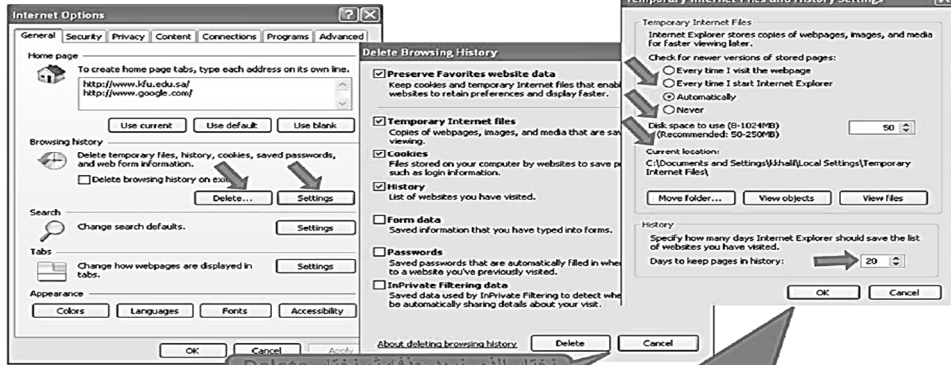 Internet Options
General Security Privacy Content Connections Programs Advanced
Home page
To create home page tabs, type each address on its own line.
http://www.kfu.edu.sa/
http://www.google.com/
Use current Use default Use blank
Browsing history
Delete temporary files, history, cookies, saved passwords,
and web form information.
Delete browsing history on
Delete... Settings
Search
Change search defaults. Settings
Tabs
Change how webpages are displayed in
tabs.
Settings
Appearance
Colors Languages Fonts Accessibility
OK Cancel Apply
Delete Browsing History
Preserve Favorites website data
Keep cookies and temporary Internet files that
websites to retain preferences and display faster.
Temporary Internet files
Copies of webpages, images, and media that are
viewing.
Cookies
Files stored on your computer by websites to save
such as login information.
History
List of websites you have visited.
Form data
Saved information that you have typed into forms.
Passwords
Saved passwords that are automatically filled in
to a website you've previously visited.
InPrivate Filtering data
Saved data used by InPrivate Filtering to detect
be automatically sharing details about your visit.
About deleting browsing history Delete Cancel
Temporary Internet Files and History
Temporary Internet Files
Internet Explorer stores copies of webpages, images, and media
for faster viewing later.
Check for newer versions of stored pages:
Every time I visit the webpage
Every time I start Internet Explorer
Automatically
Never
Disk space to use (8-1024MB) 50
(Recommended: 50-250MB)
Current location:
C:\Documents and Settings\kkhalil\Local Settings\Temporary
Internet Files\
Move folder... View objects View files
History
Specify how many days Internet Explorer should save the list
of websites you have visited.
Days to keep pages in history: 20
OK Cancel
Delete